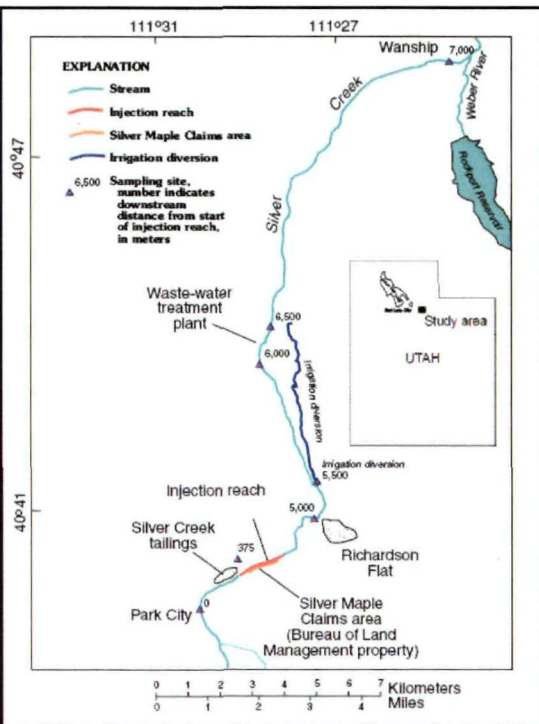 111°31
111°27
Wanship
7,000
EXPLANATION
Stream
Injection reach
Silver Maple Claims area
Irrigation diversion
6,500
Sampling site,
number indicates
downstream
distance from start
of injection reach,
in meters
Silver
Creek
Weber River
Rockport Reservoir
40°47
Waste-water
treatment
plant
6,500
6,000
Irrigation diversion
Study area
UTAH
Irrigation diversion
5,500
40°41
5,000
Injection reach
Silver Creek
tailings
375
Richardson
Flat
Park City
0
Silver Maple
Claims area
(Bureau of Land
Management property)
0 1 2 3 4 5 6 7 Kilometers
0 1 2 3 4 Miles